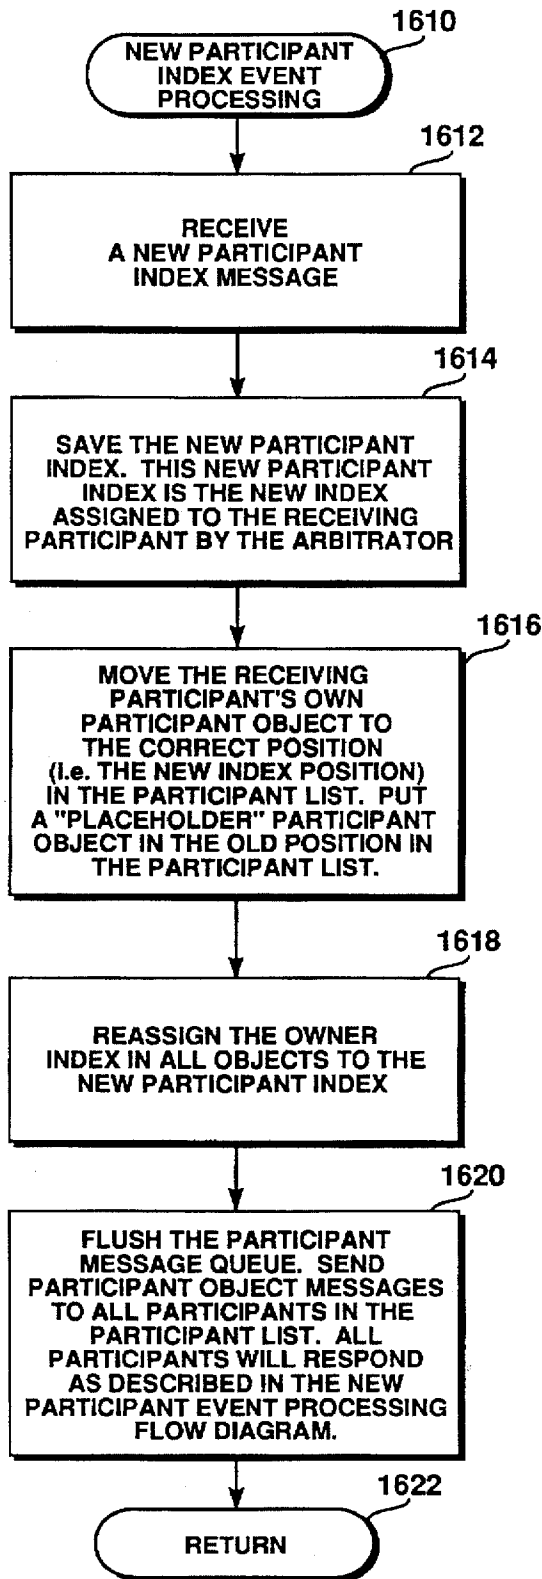 1610
NEW PARTICIPANT
INDEX EVENT
PROCESSING
1612
RECEIVE
A NEW PARTICIPANT
INDEX MESSAGE
1614
SAVE THE NEW PARTICIPANT
INDEX. THIS NEW PARTICIPANT
INDEX IS THE NEW INDEX
ASSIGNED TO THE RECEIVING
PARTICIPANT BY THE ARBITRATOR
1616
MOVE THE RECEIVING
PARTICIPANT'S OWN
PARTICIPANT OBJECT TO
THE CORRECT POSITION
(i.e. THE NEW INDEX POSITION)
IN THE PARTICIPANT LIST. PUT
A "PLACEHOLDER" PARTICIPANT
OBJECT IN THE OLD POSITION IN
THE PARTICIPANT LIST.
1618
REASSIGN THE OWNER
INDEX IN ALL OBJECTS TO THE
NEW PARTICIPANT INDEX
1620
FLUSH THE PARTICIPANT
MESSAGE QUEUE. SEND
PARTICIPANT OBJECT MESSAGES
TO ALL PARTICIPANTS IN THE
PARTICIPANT LIST. ALL
PARTICIPANTS WILL RESPOND
AS DESCRIBED IN THE NEW
PARTICIPANT EVENT PROCESSING
FLOW DIAGRAM.
1622
RETURN